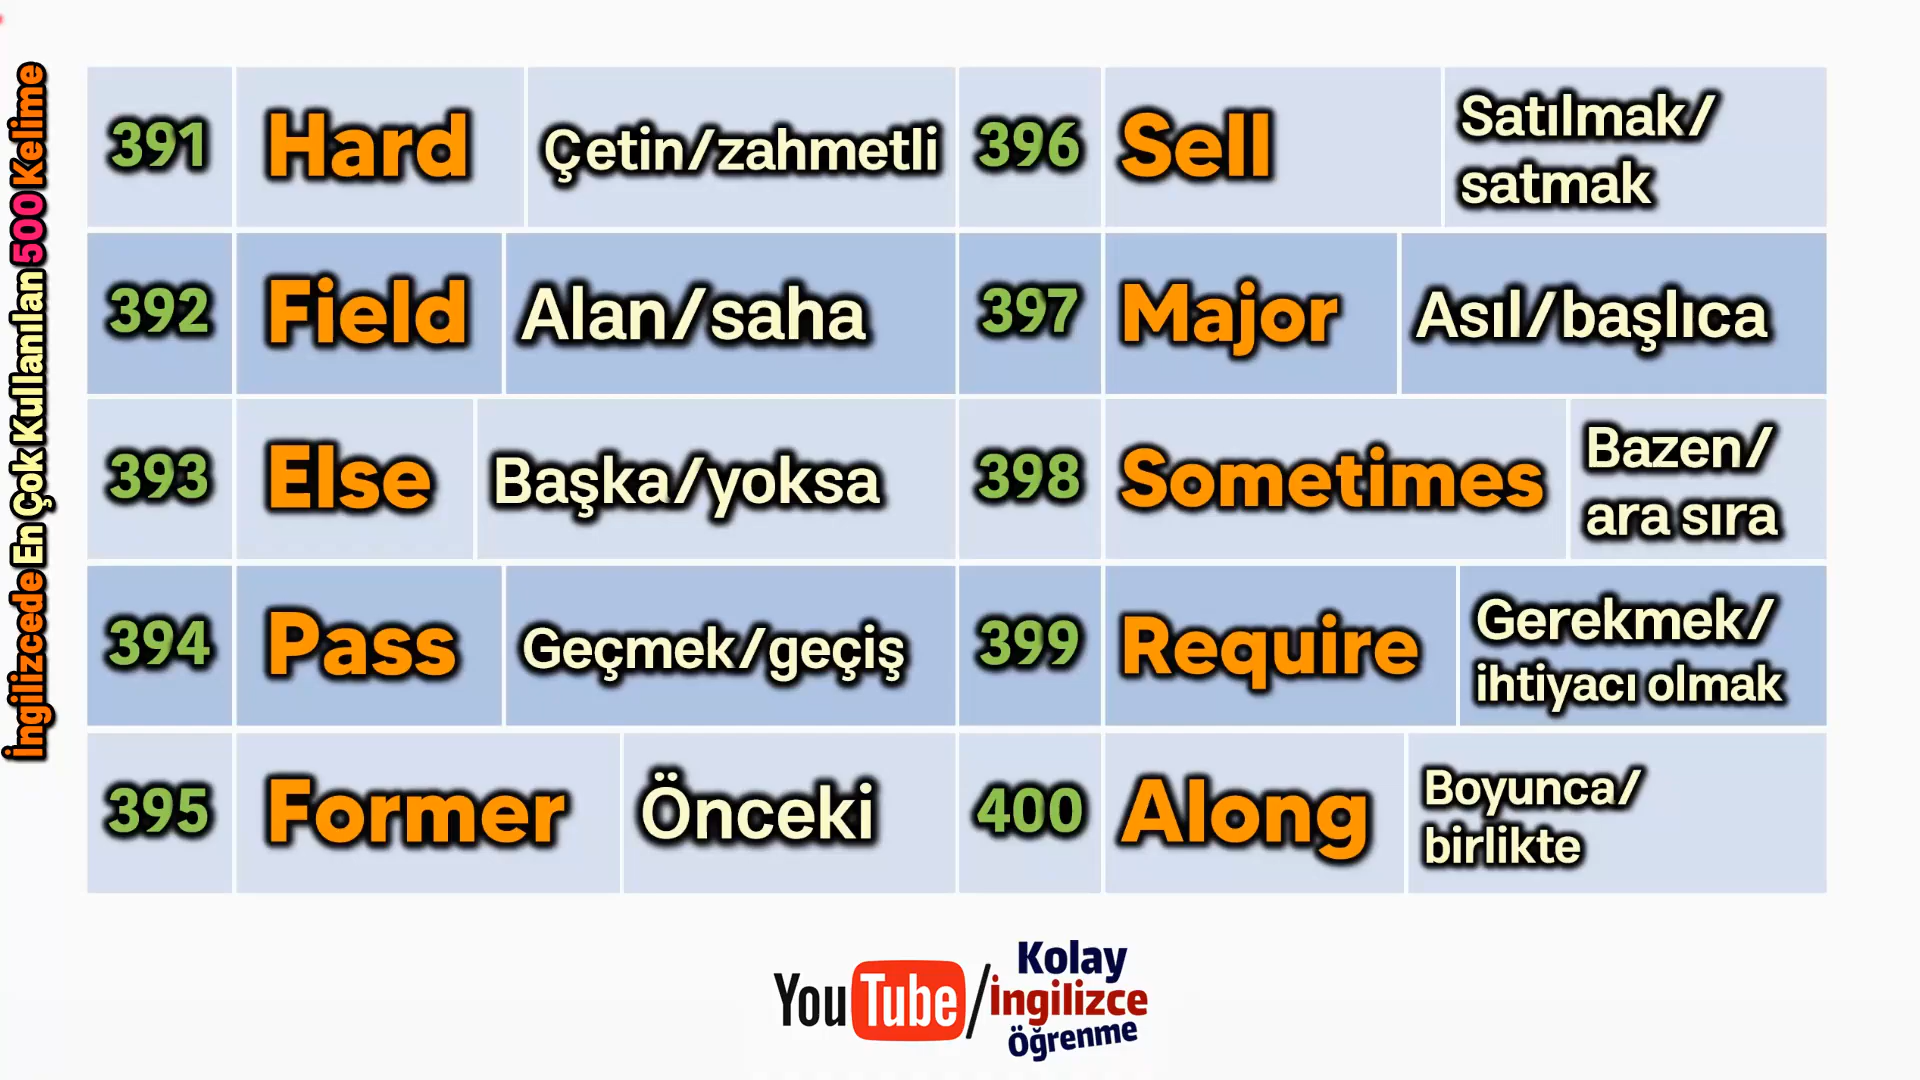 İngilizcede En Çok Kullanılan 500 Kelime
391 Hard Çetin/zahmetli
392 Field Alan/saha
393 Else Başka/yoksa
394 Pass Geçmek/geçiş
395 Former Önceki
396 Sell Satılmak/
satmak
397 Major Asıl/başlıca
398 Sometimes Bazen/
ara sıra
399 Require Gerekmek/
ihtiyacı olmak
400 Along Boyunca/
birlikte
YouTube/Kolay
İngilizce
Öğrenme